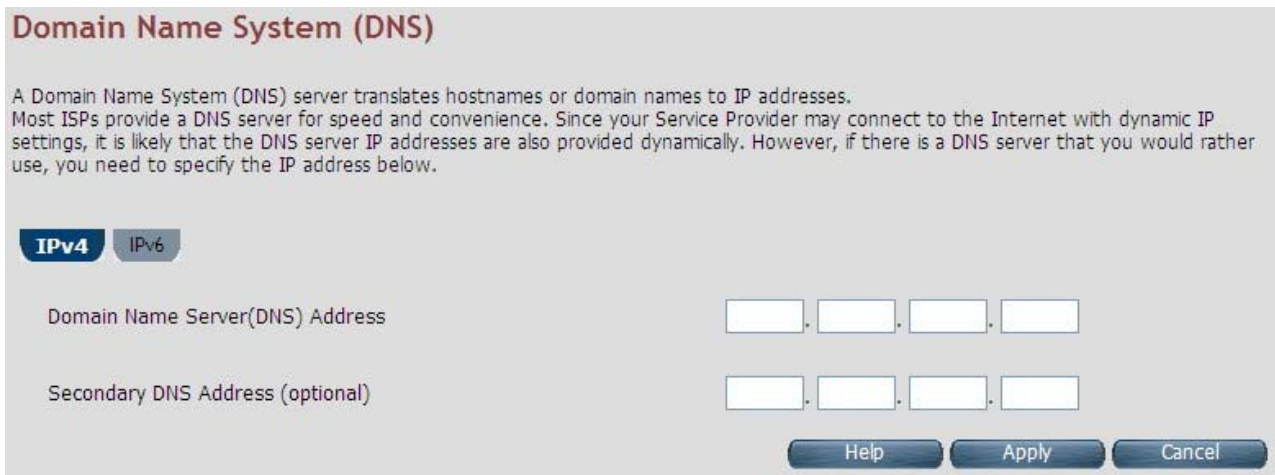 Domain Name System (DNS)
A Domain Name System (DNS) server translates hostnames or domain names to IP addresses.
Most ISPs provide a DNS server for speed and convenience. Since your Service Provider may connect to the Internet with dynamic IP
settings, it is likely that the DNS server IP addresses are also provided dynamically. However, if there is a DNS server that you would rather
use, you need to specify the IP address below.
IPv4 IPv6
Domain Name Server(DNS) Address . . .
Secondary DNS Address (optional) . . .
Help Apply Cancel